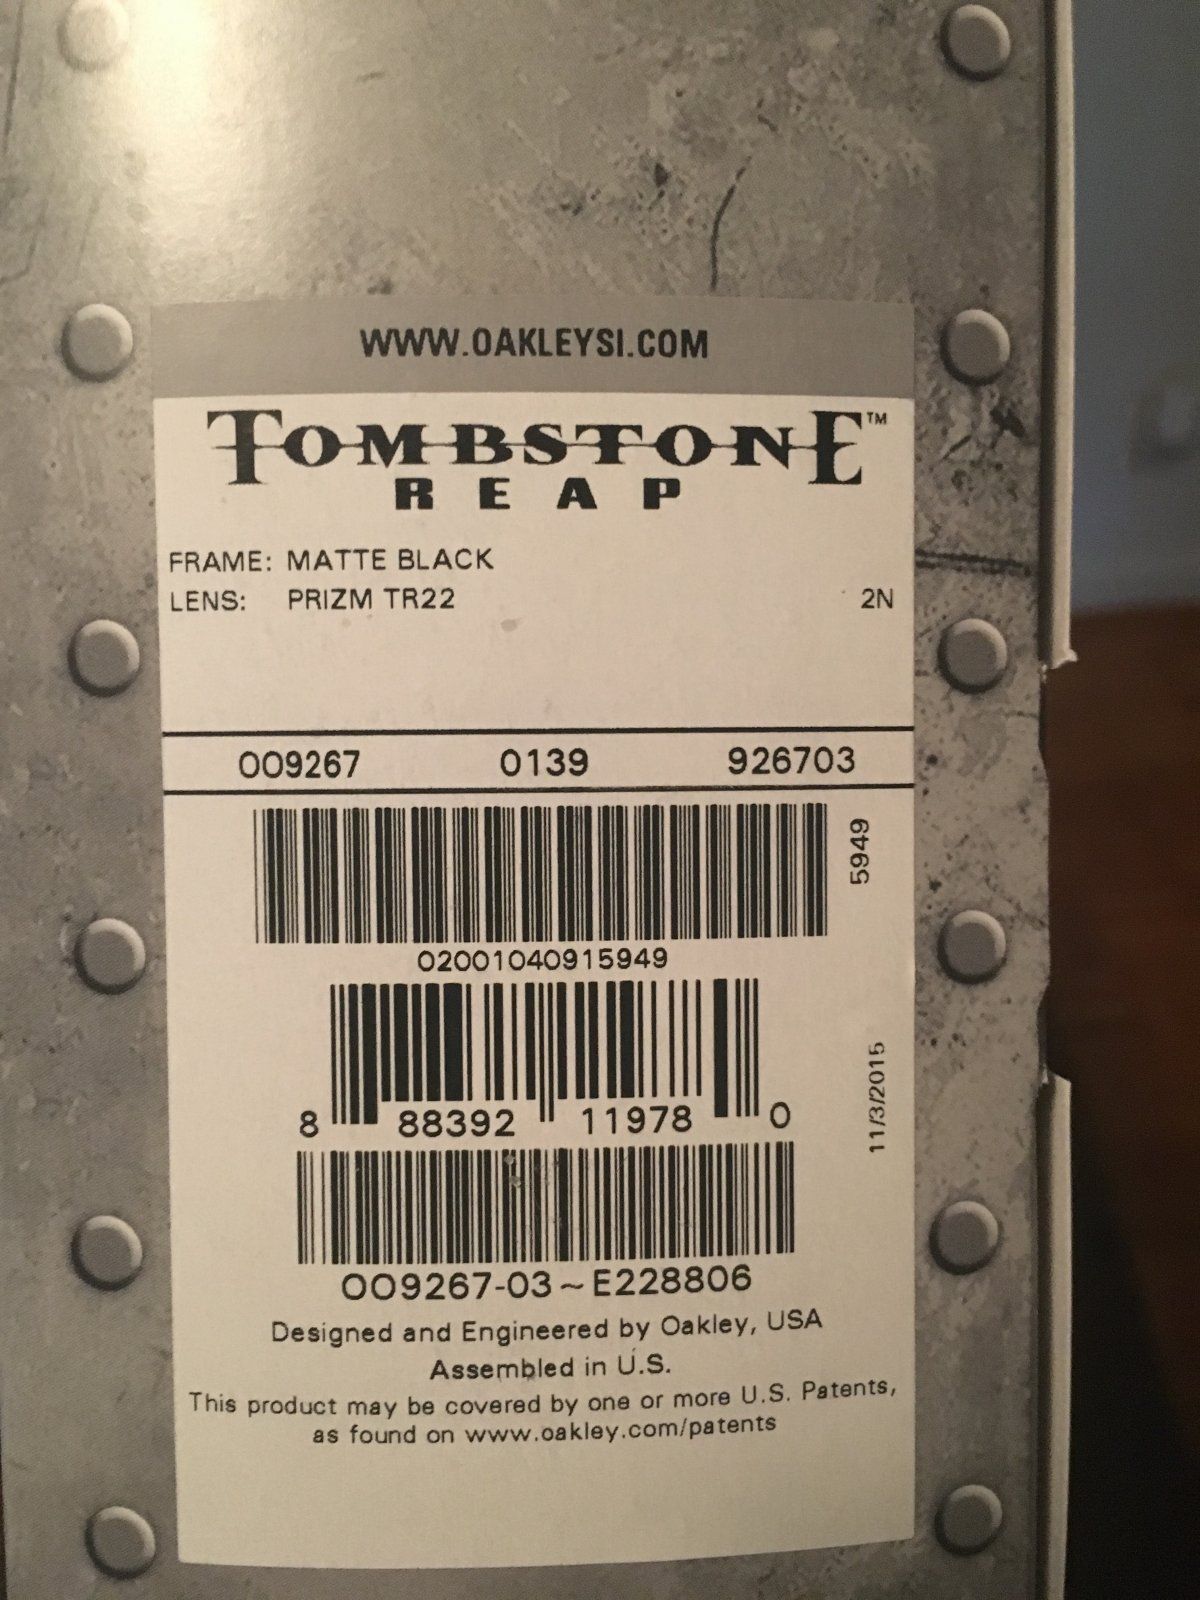 WWW.OAKLEYSI.COM
TOMBSTONE™
REAP
FRAME: MATTE BLACK
LENS: PRIZM TR22 2N
OO9267 0139 926703
5949
02001040915949
8 88392 11978 0
11/3/2015
OO9267-03~E228806
Designed and Engineered by Oakley, USA
Assembled in U.S.
This product may be covered by one or more U.S. Patents,
as found on www.oakley.com/patents